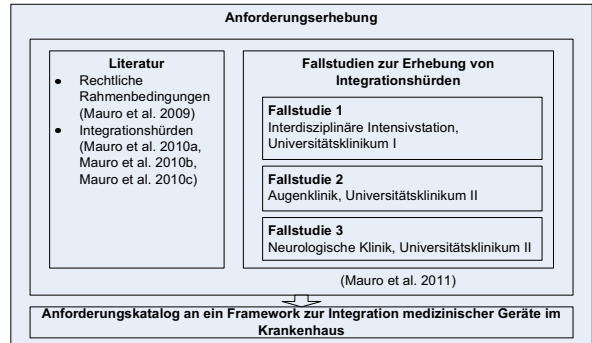 Anforderungserhebung
Literatur
• Rechtliche
Rahmenbedingungen
(Mauro et al. 2009)
• Integrationshürden
(Mauro et al. 2010a,
Mauro et al. 2010b,
Mauro et al. 2010c)
Fallstudien zur Erhebung von
Integrationshürden
Fallstudie 1
Interdisziplinäre Intensivstation,
Universitätsklinikum I
Fallstudie 2
Augenklinik, Universitätsklinikum II
Fallstudie 3
Neurologische Klinik, Universitätsklinikum II
(Mauro et al. 2011)
Anforderungskatalog an ein Framework zur Integration medizinischer Geräte im
Krankenhaus